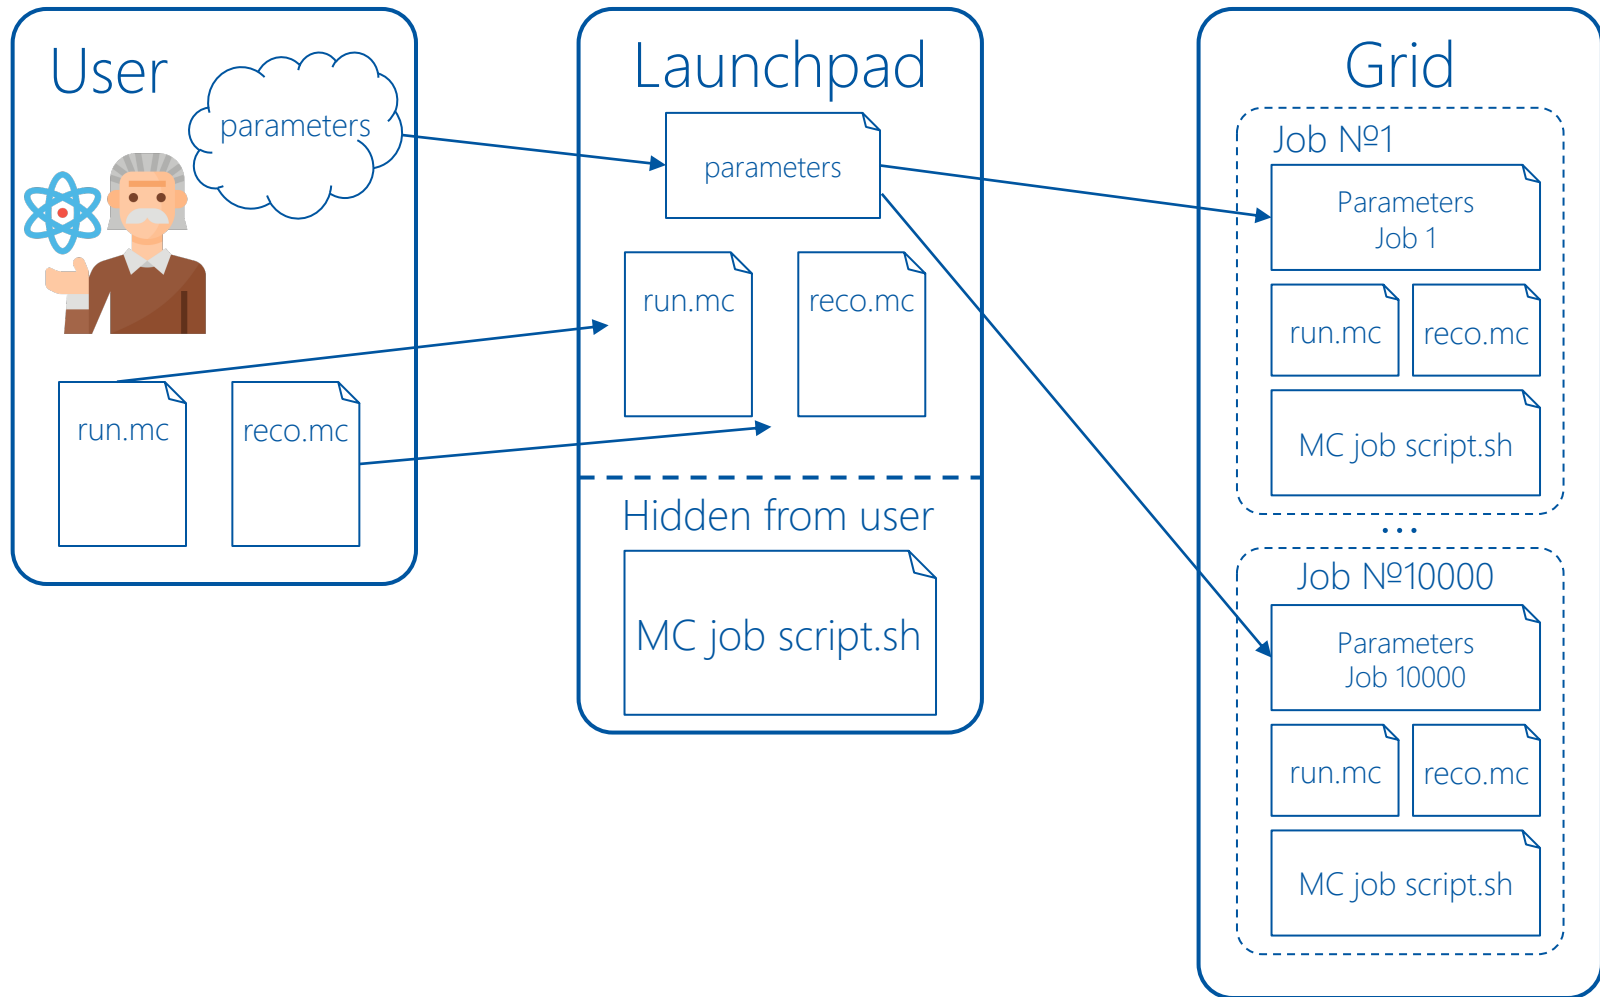 User
parameters
run.mc
reco.mc
Launchpad
parameters
run.mc
reco.mc
Hidden from user
MC job script.sh
Grid
Job №1
Parameters
Job 1
run.mc
reco.mc
MC job script.sh
...
Job №10000
Parameters
Job 10000
run.mc
reco.mc
MC job script.sh